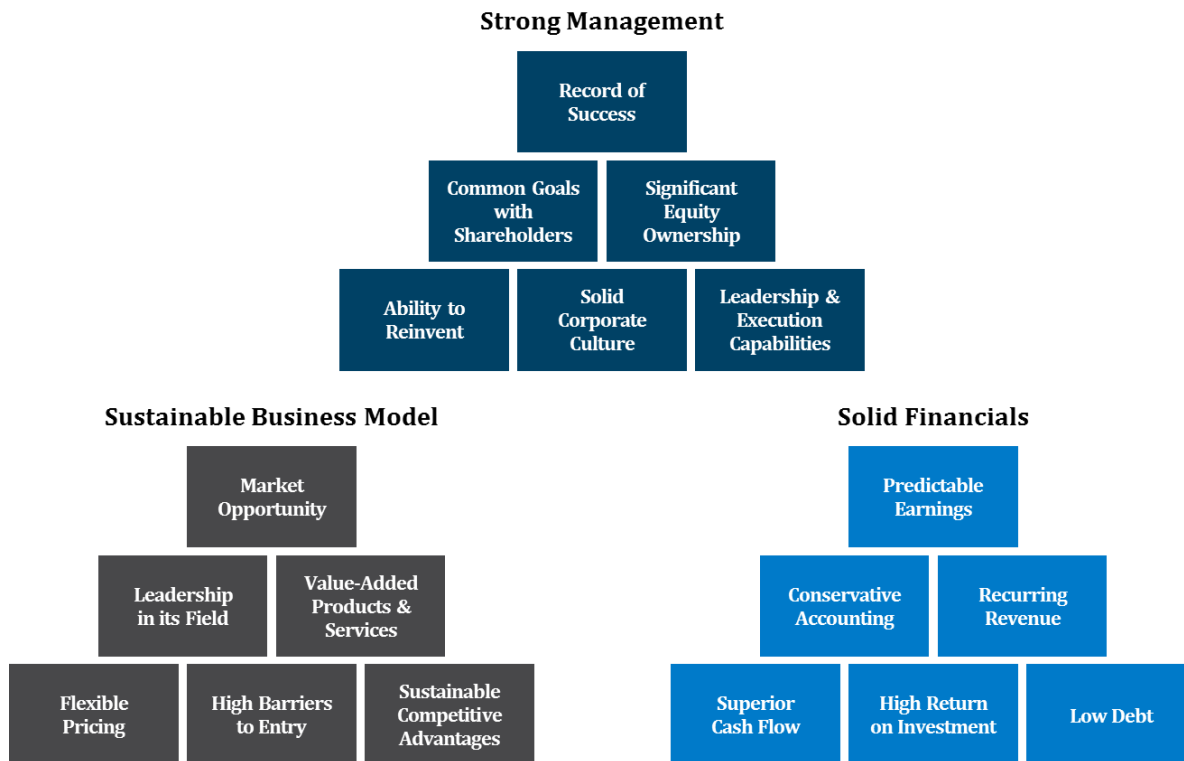 Strong Management
Record of
Success
Common Goals
with
Shareholders
Significant
Equity
Ownership
Ability to
Reinvent
Solid
Corporate
Culture
Leadership &
Execution
Capabilities
Sustainable Business Model
Market
Opportunity
Leadership
in its Field
Value-Added
Products &
Services
Flexible
Pricing
High Barriers
to Entry
Sustainable
Competitive
Advantages
Solid Financials
Predictable
Earnings
Conservative
Accounting
Recurring
Revenue
Superior
Cash Flow
High Return
on Investment
Low Debt